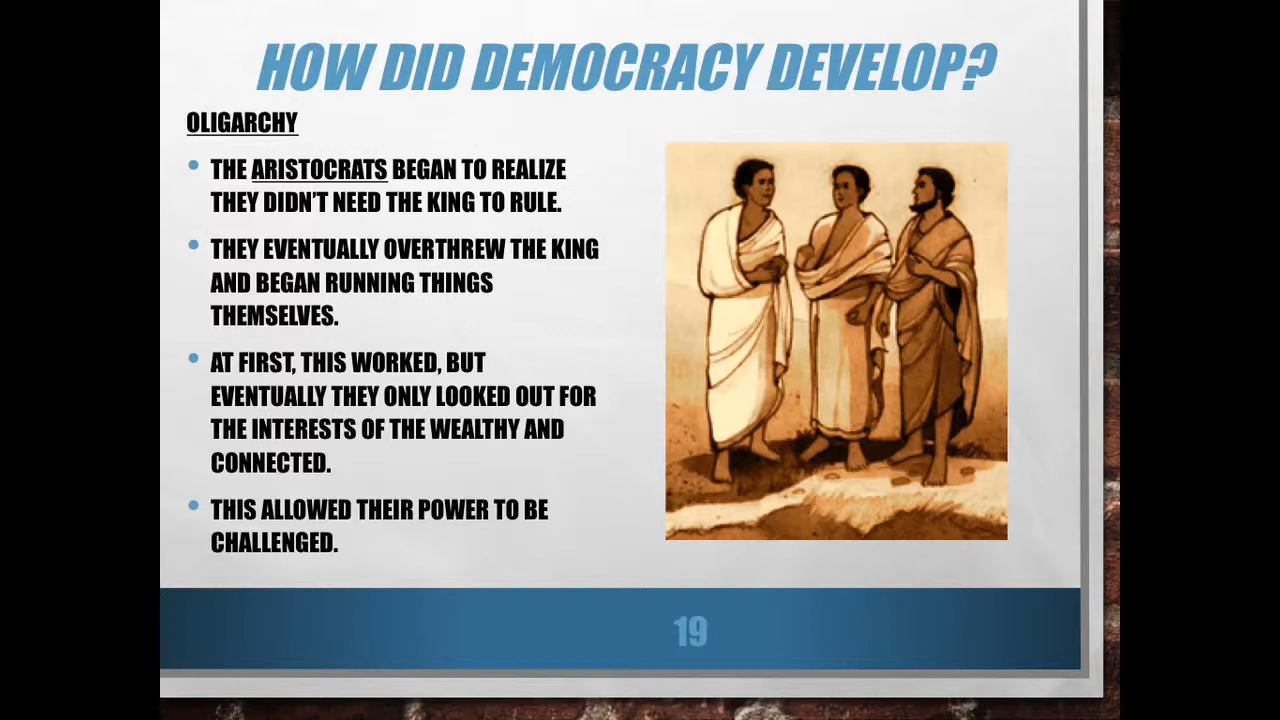 HOW DID DEMOCRACY DEVELOP?
OLIGARCHY
• THE ARISTOCRATS BEGAN TO REALIZE
THEY DIDN'T NEED THE KING TO RULE.
• THEY EVENTUALLY OVERTHREW THE KING
AND BEGAN RUNNING THINGS
THEMSELVES.
• AT FIRST, THIS WORKED, BUT
EVENTUALLY THEY ONLY LOOKED OUT FOR
THE INTERESTS OF THE WEALTHY AND
CONNECTED.
• THIS ALLOWED THEIR POWER TO BE
CHALLENGED.
19